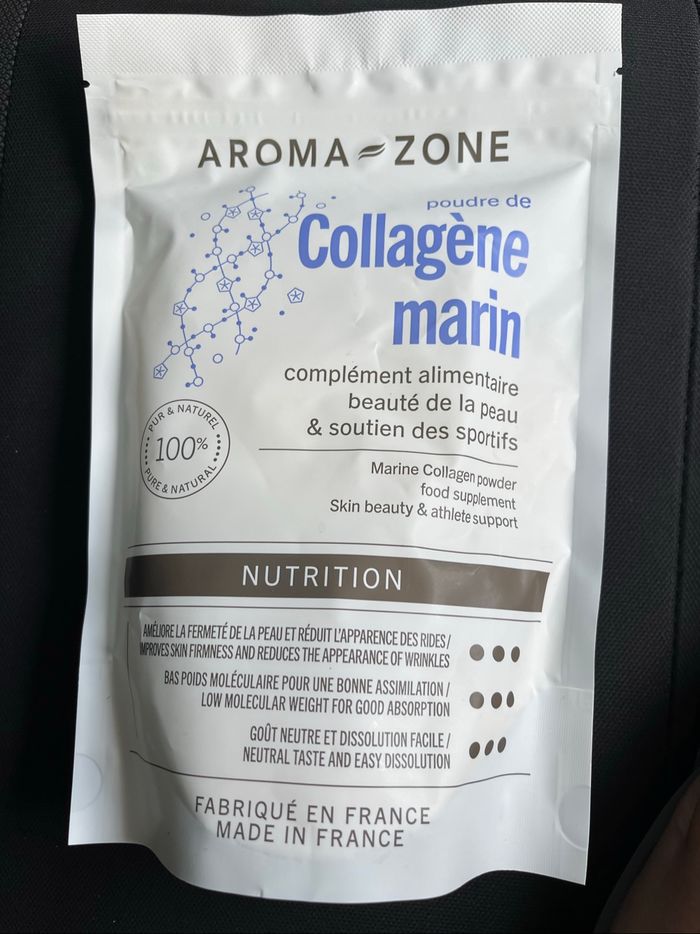 AROMA ZONE
poudre de
Collagène
marin
complément alimentaire
beauté de la peau
& soutien des sportifs
PUR & NATUREL
100%
PURE & NATURAL
Marine Collagen powder
food supplement
Skin beauty & athlete support
NUTRITION
AMÉLIORE LA FERMETÉ DE LA PEAU ET RÉDUIT L'APPARENCE DES RIDES /
IMPROVES SKIN FIRMNESS AND REDUCES THE APPEARANCE OF WRINKLES
BAS POIDS MOLÉCULAIRE POUR UNE BONNE ASSIMILATION /
LOW MOLECULAR WEIGHT FOR GOOD ABSORPTION
GOÛT NEUTRE ET DISSOLUTION FACILE /
NEUTRAL TASTE AND EASY DISSOLUTION
FABRIQUÉ EN FRANCE
MADE IN FRANCE